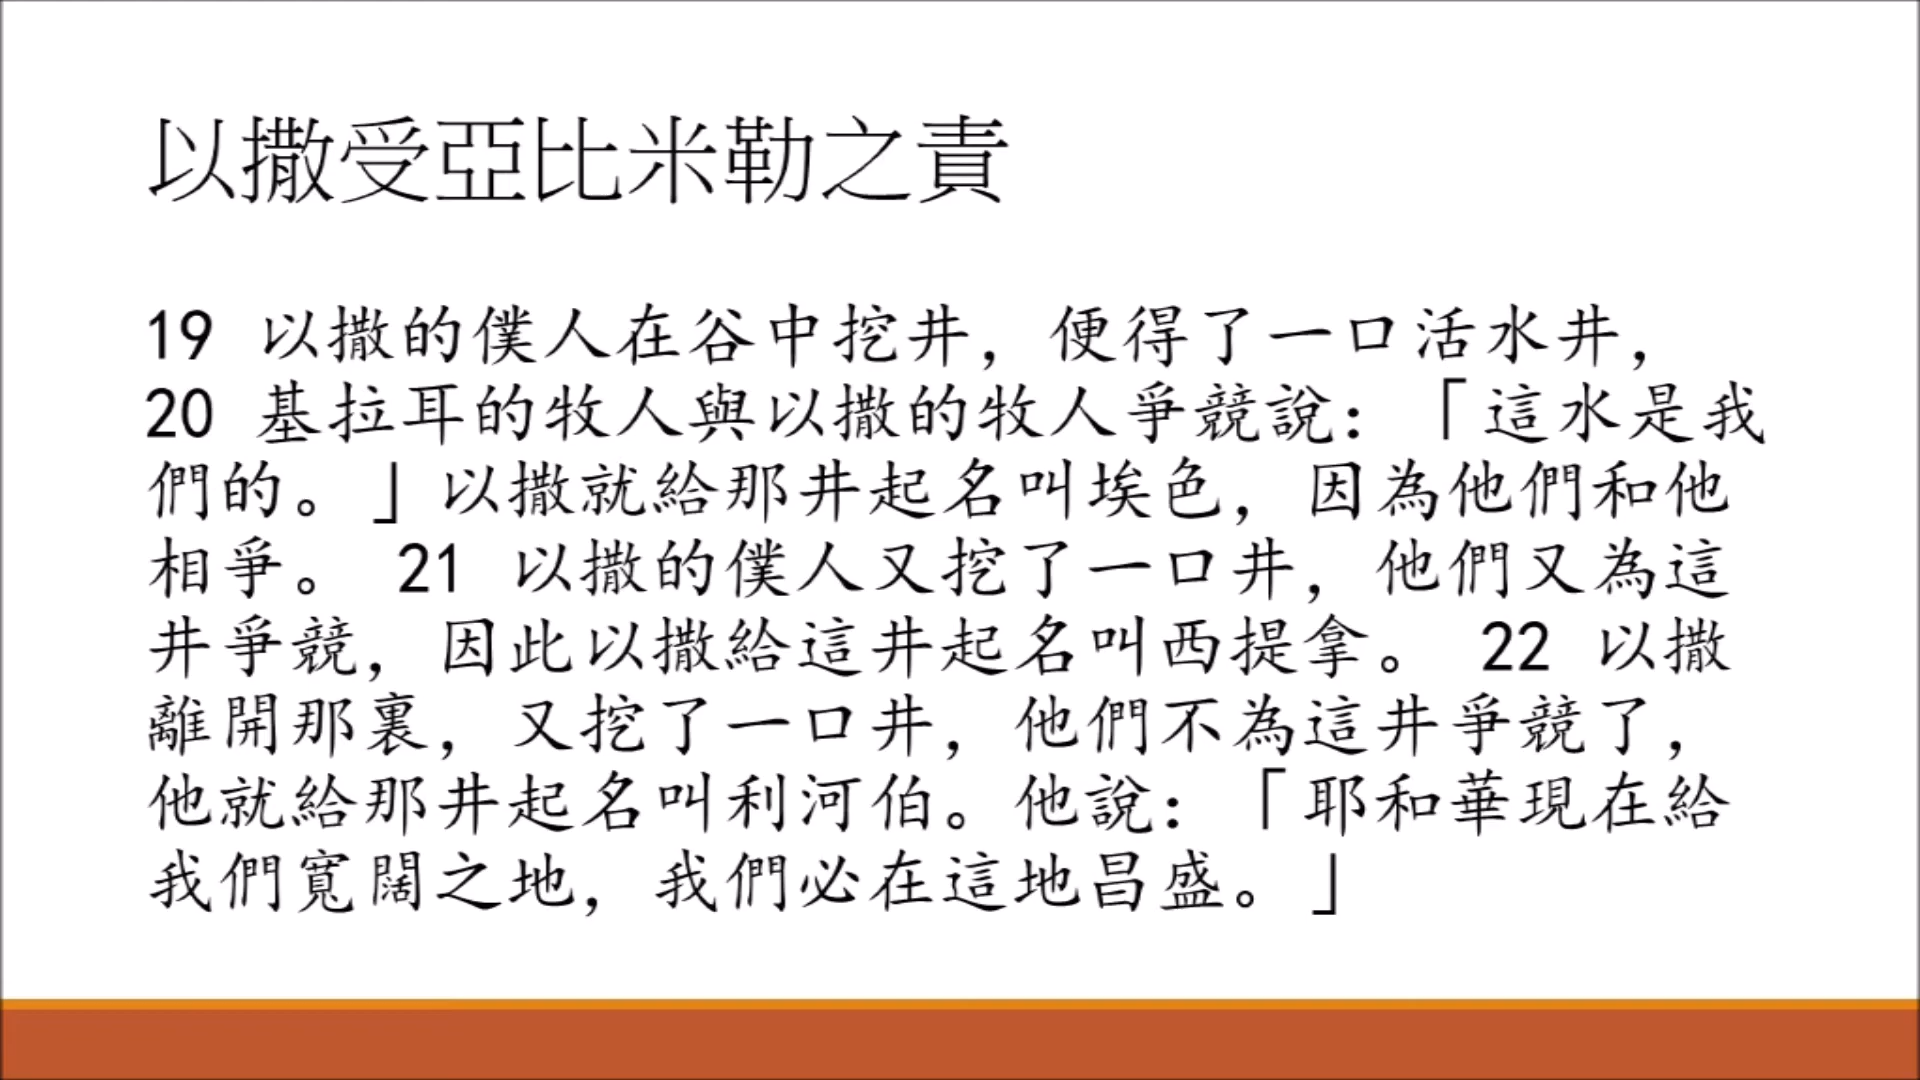 以撒受亞比米勒之責
19 以撒的僕人在谷中挖井，便得了一口活水井，
20 基拉耳的牧人與以撒的牧人爭競說：「這水是我
們的。」以撒就給那井起名叫埃色，因為他們和他
相爭。 21 以撒的僕人又挖了一口井，他們又為這
井爭競，因此以撒給這井起名叫西提拿。 22 以撒
離開那裏，又挖了一口井，他們不為這井爭競了，
他就給那井起名叫利河伯。他說：「耶和華現在給
我們寬闊之地，我們必在這地昌盛。」